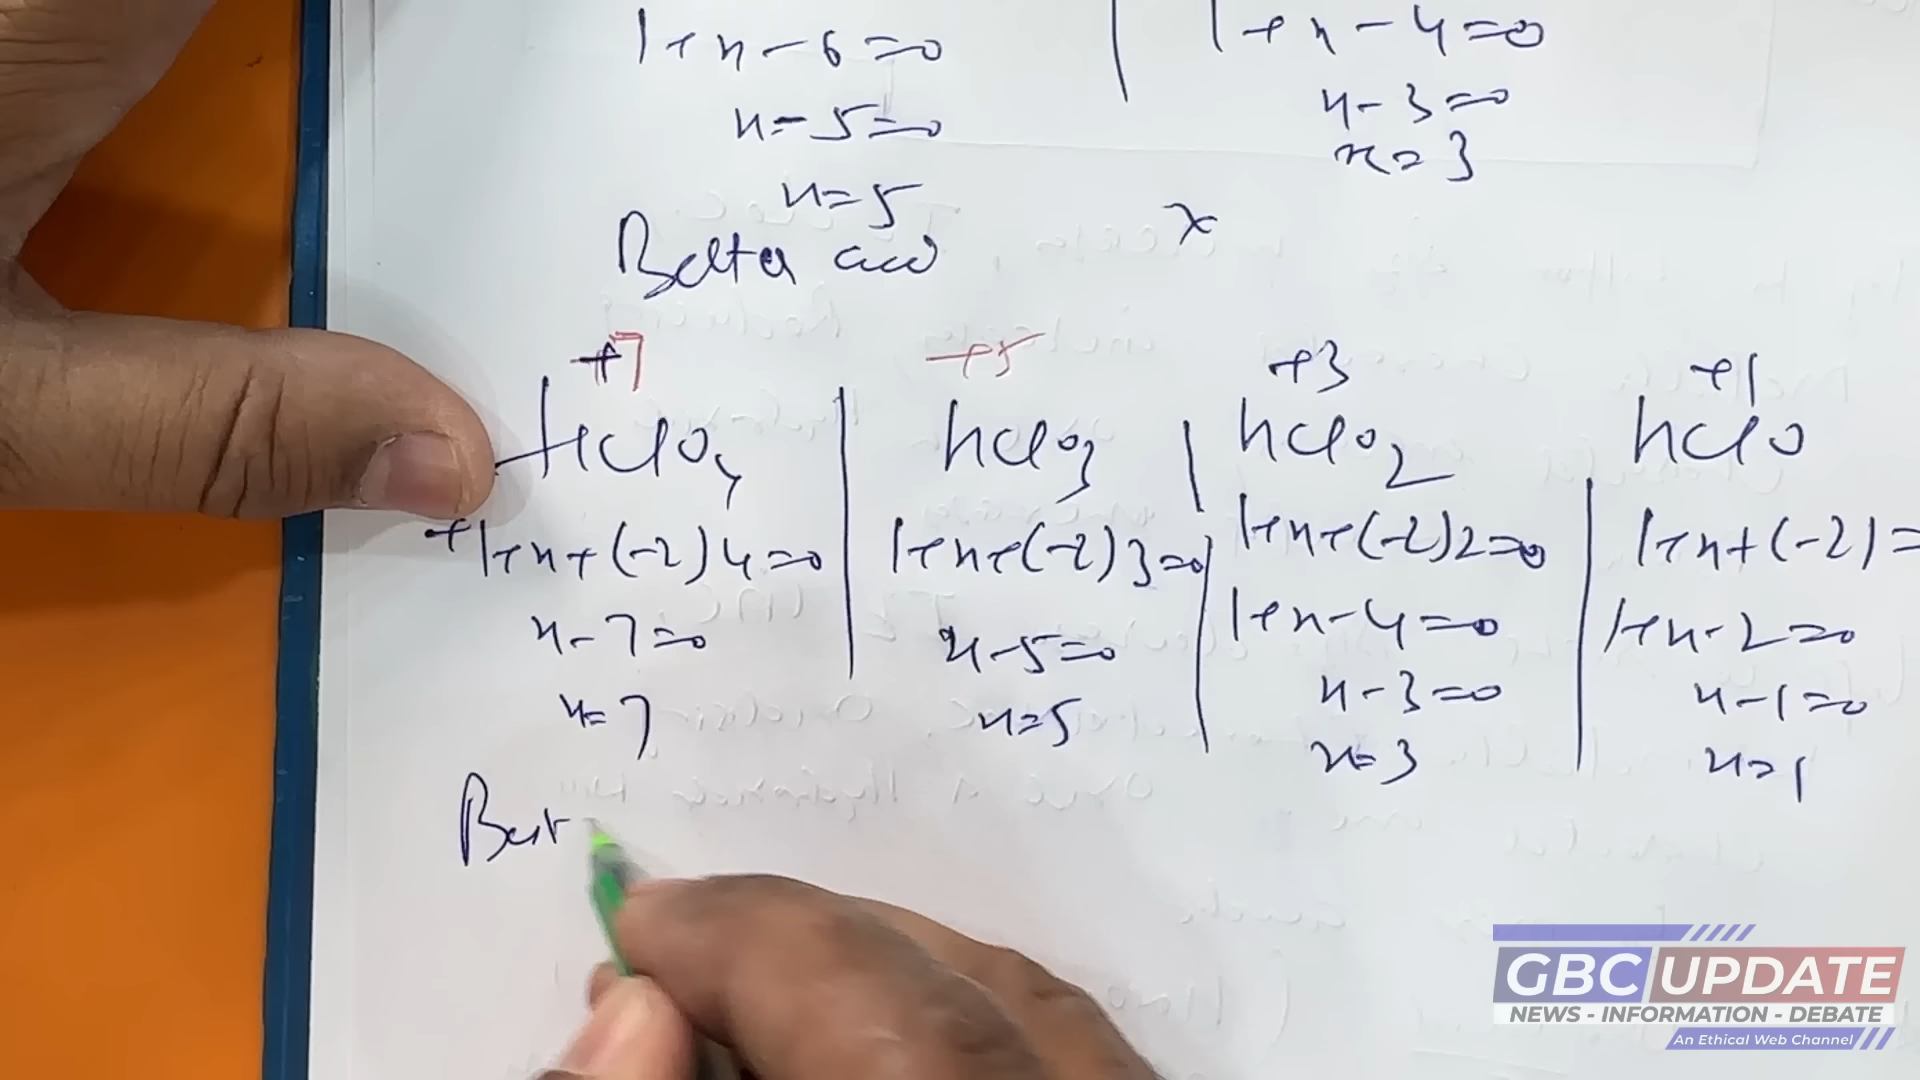 1+x-6=0
x-5=0
x=5
Better acid
1+x-4=0
x-3=0
x=3
x
+7
HClO4
+1+x+(-2)4=0
x-7=0
x=7
Best
+5
HClO3
1+x+(-2)3=0
x-5=0
x=5
+3
HClO2
1+x+(-2)2=0
1+x-4=0
x-3=0
x=3
+1
HClO
1+x+(-2)=
1+x-2=0
x-1=0
x=1
GBC UPDATE
NEWS - INFORMATION - DEBATE
An Ethical Web Channel